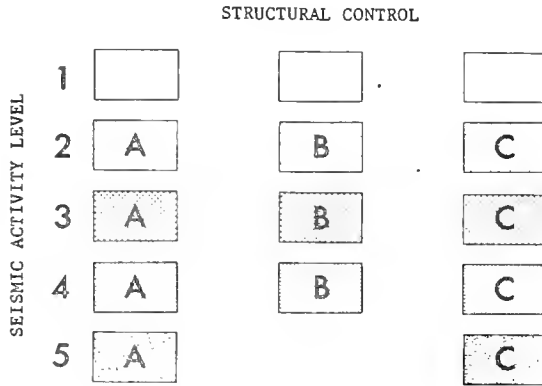 STRUCTURAL CONTROL
SEISMIC ACTIVITY LEVEL
1
2 A B C
3 A B C
4 A B C
5 A C